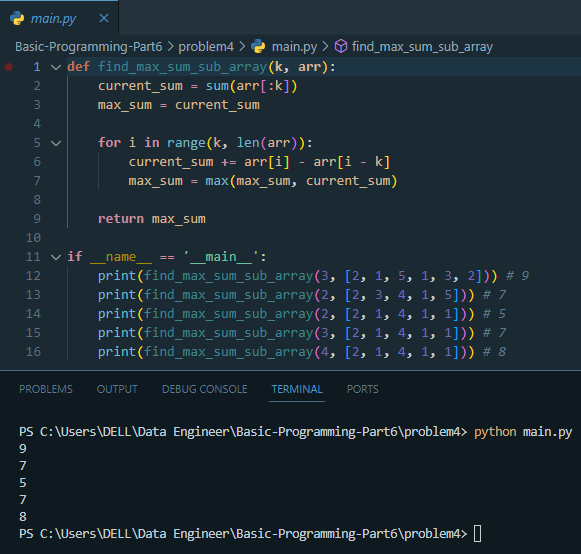 main.py ×
Basic-Programming-Part6 > problem4 > main.py > find_max_sum_sub_array
1 def find_max_sum_sub_array(k, arr):
2     current_sum = sum(arr[:k])
3     max_sum = current_sum
4
5     for i in range(k, len(arr)):
6         current_sum += arr[i] - arr[i - k]
7         max_sum = max(max_sum, current_sum)
8
9     return max_sum
10
11 if __name__ == '__main__':
12     print(find_max_sum_sub_array(3, [2, 1, 5, 1, 3, 2])) # 9
13     print(find_max_sum_sub_array(2, [2, 3, 4, 1, 5])) # 7
14     print(find_max_sum_sub_array(2, [2, 1, 4, 1, 1])) # 5
15     print(find_max_sum_sub_array(3, [2, 1, 4, 1, 1])) # 7
16     print(find_max_sum_sub_array(4, [2, 1, 4, 1, 1])) # 8
PROBLEMS OUTPUT DEBUG CONSOLE TERMINAL PORTS
PS C:\Users\DELL\Data Engineer\Basic-Programming-Part6\problem4> python main.py
9
7
5
7
8
PS C:\Users\DELL\Data Engineer\Basic-Programming-Part6\problem4>